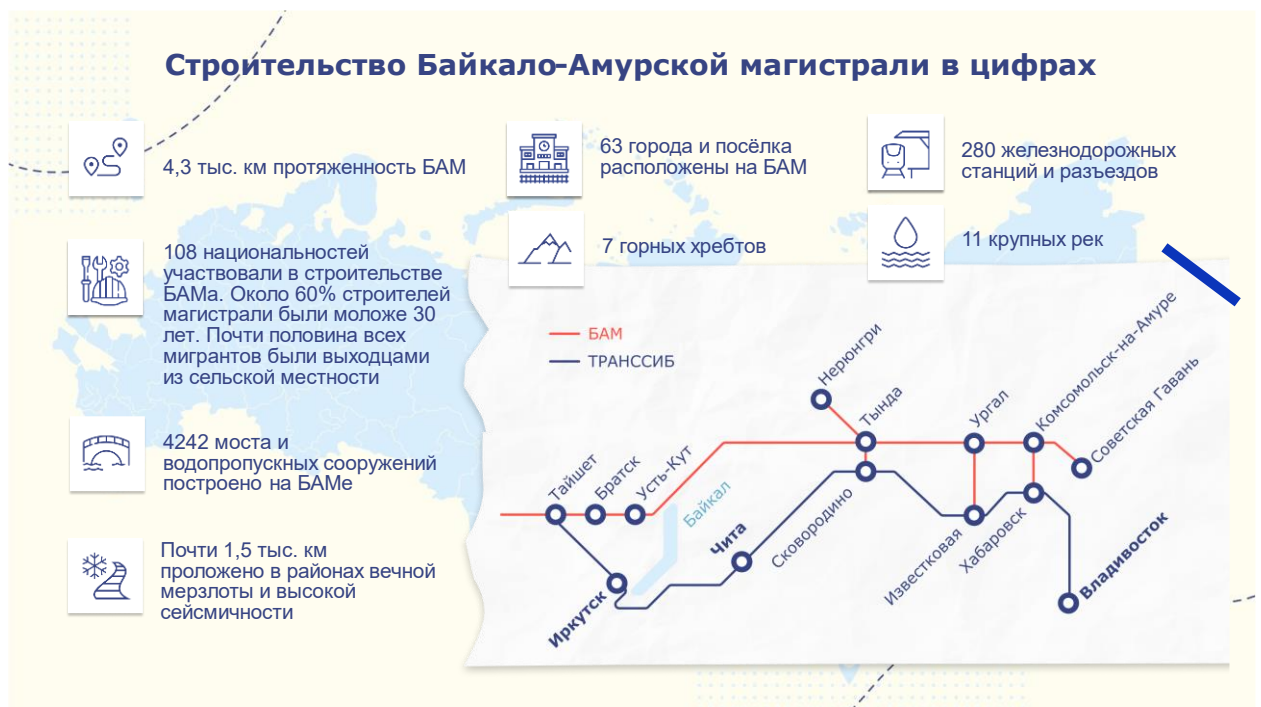 Строительство Байкало-Амурской магистрали в цифрах
4,3 тыс. км протяженность БАМ
63 города и посёлка
расположены на БАМ
280 железнодорожных
станций и разъездов
108 национальностей
участвовали в строительстве
БАМа. Около 60% строителей
магистрали были моложе 30
лет. Почти половина всех
мигрантов были выходцами
из сельской местности
7 горных хребтов
11 крупных рек
4242 моста и
водопропускных сооружений
построено на БАМе
Почти 1,5 тыс. км
проложено в районах вечной
мерзлоты и высокой
сейсмичности
БАМ
ТРАНССИБ
Тайшет
Братск
Усть-Кут
Байкал
Нерюнгри
Тында
Ургал
Комсомольск-на-Амуре
Советская Гавань
Иркутск
Чита
Сковородино
Известковая
Хабаровск
Владивосток